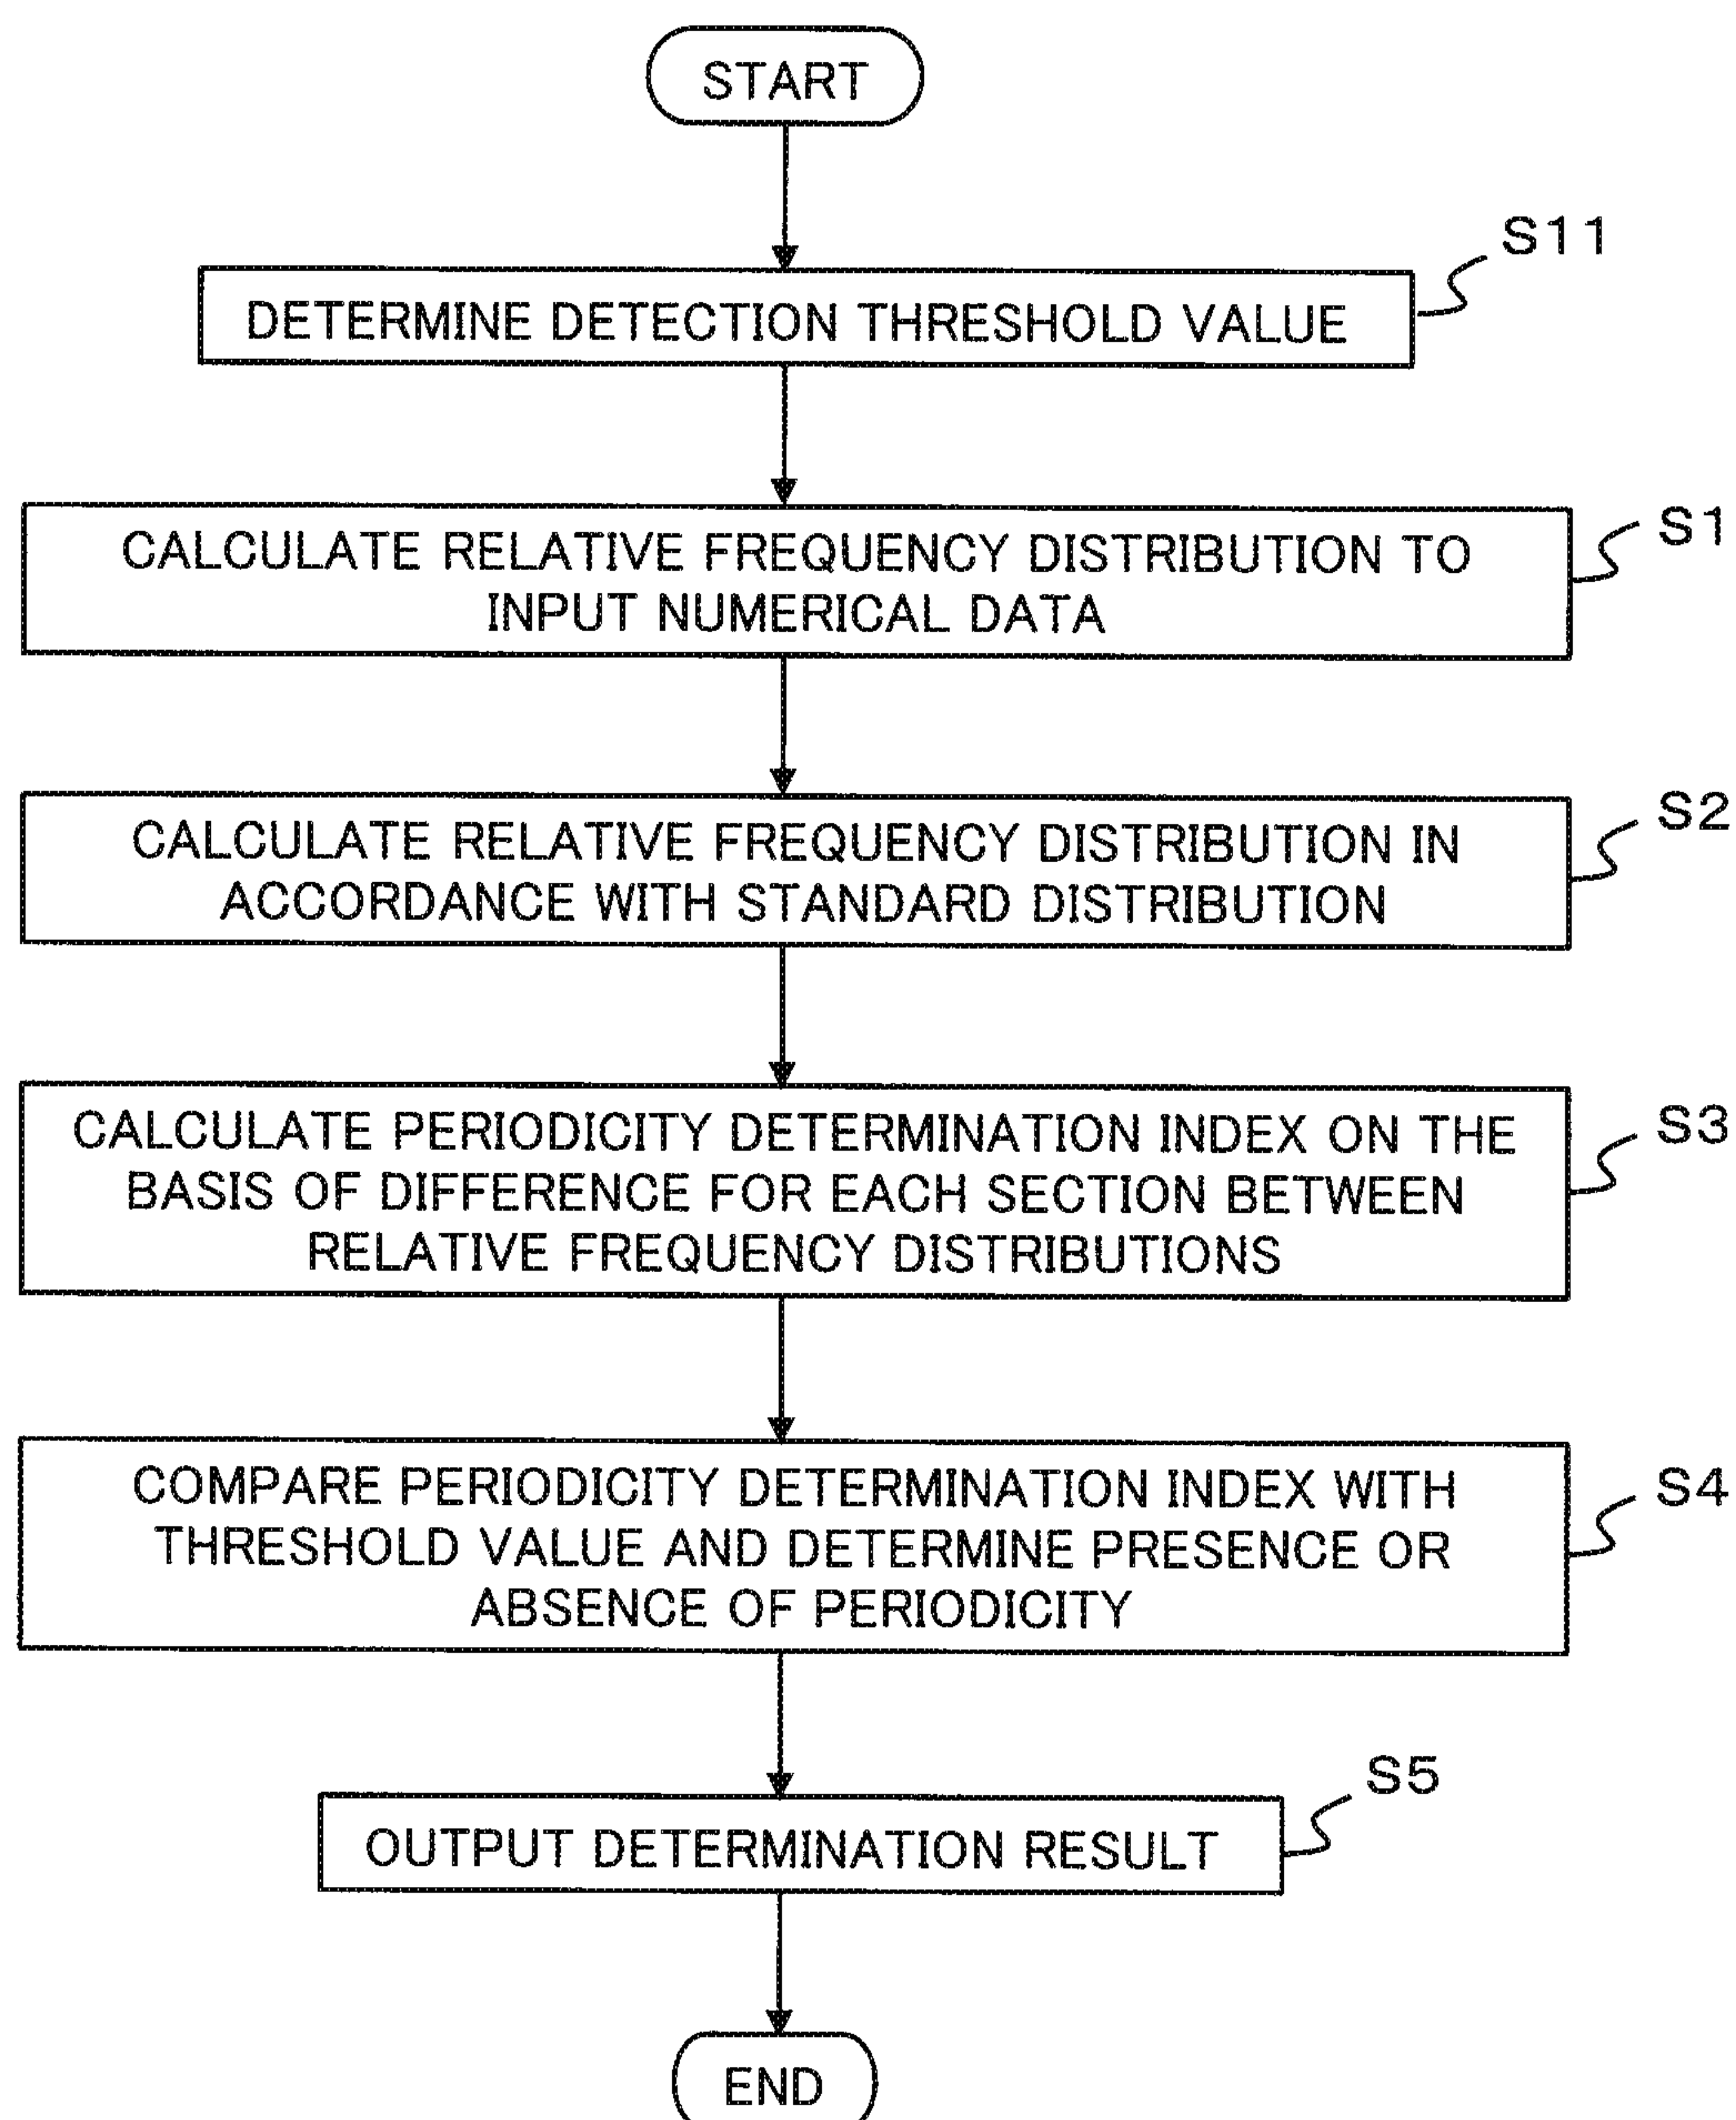 START
S11
DETERMINE DETECTION THRESHOLD VALUE
S1
CALCULATE RELATIVE FREQUENCY DISTRIBUTION TO
INPUT NUMERICAL DATA
S2
CALCULATE RELATIVE FREQUENCY DISTRIBUTION IN
ACCORDANCE WITH STANDARD DISTRIBUTION
S3
CALCULATE PERIODICITY DETERMINATION INDEX ON THE
BASIS OF DIFFERENCE FOR EACH SECTION BETWEEN
RELATIVE FREQUENCY DISTRIBUTIONS
S4
COMPARE PERIODICITY DETERMINATION INDEX WITH
THRESHOLD VALUE AND DETERMINE PRESENCE OR
ABSENCE OF PERIODICITY
S5
OUTPUT DETERMINATION RESULT
END